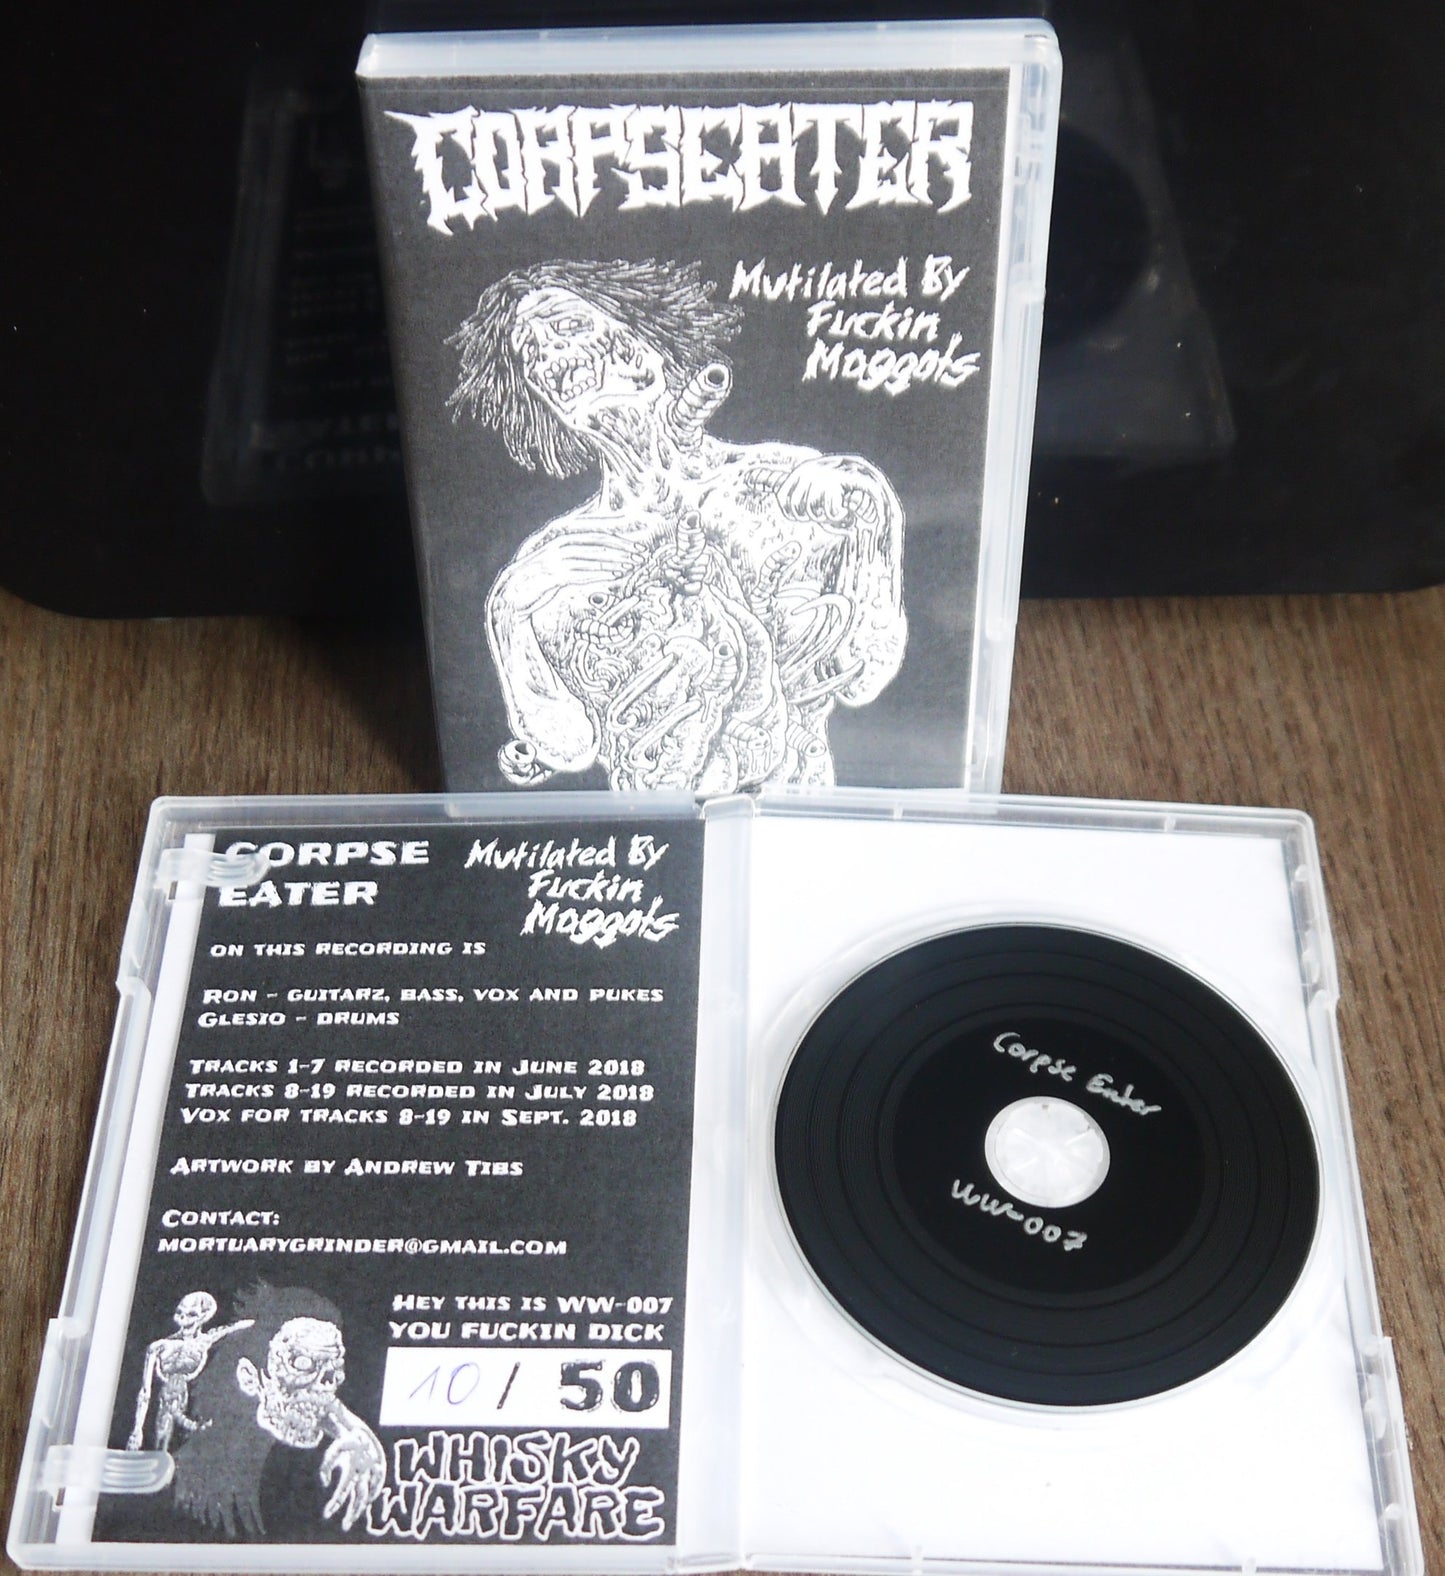 CORPSEATER
Mutilated By
Fuckin
Maggots
CORPSE
EATER
Mutilated By
Fuckin
Maggots
ON THIS RECORDING IS
RON - GUITARZ, BASS, VOX AND PUKES
GLESIO - DRUMS
TRACKS 1-7 RECORDED IN JUNE 2018
TRACKS 8-19 RECORDED IN JULY 2018
VOX FOR TRACKS 8-19 IN SEPT. 2018
ARTWORK BY ANDREW TIBS
CONTACT:
MORTUARYGRINDER@GMAIL.COM
HEY THIS IS WW-007
YOU FUCKIN DICK
10 / 50
WHISKY
WARFARE
Corpse Eater
WW-007